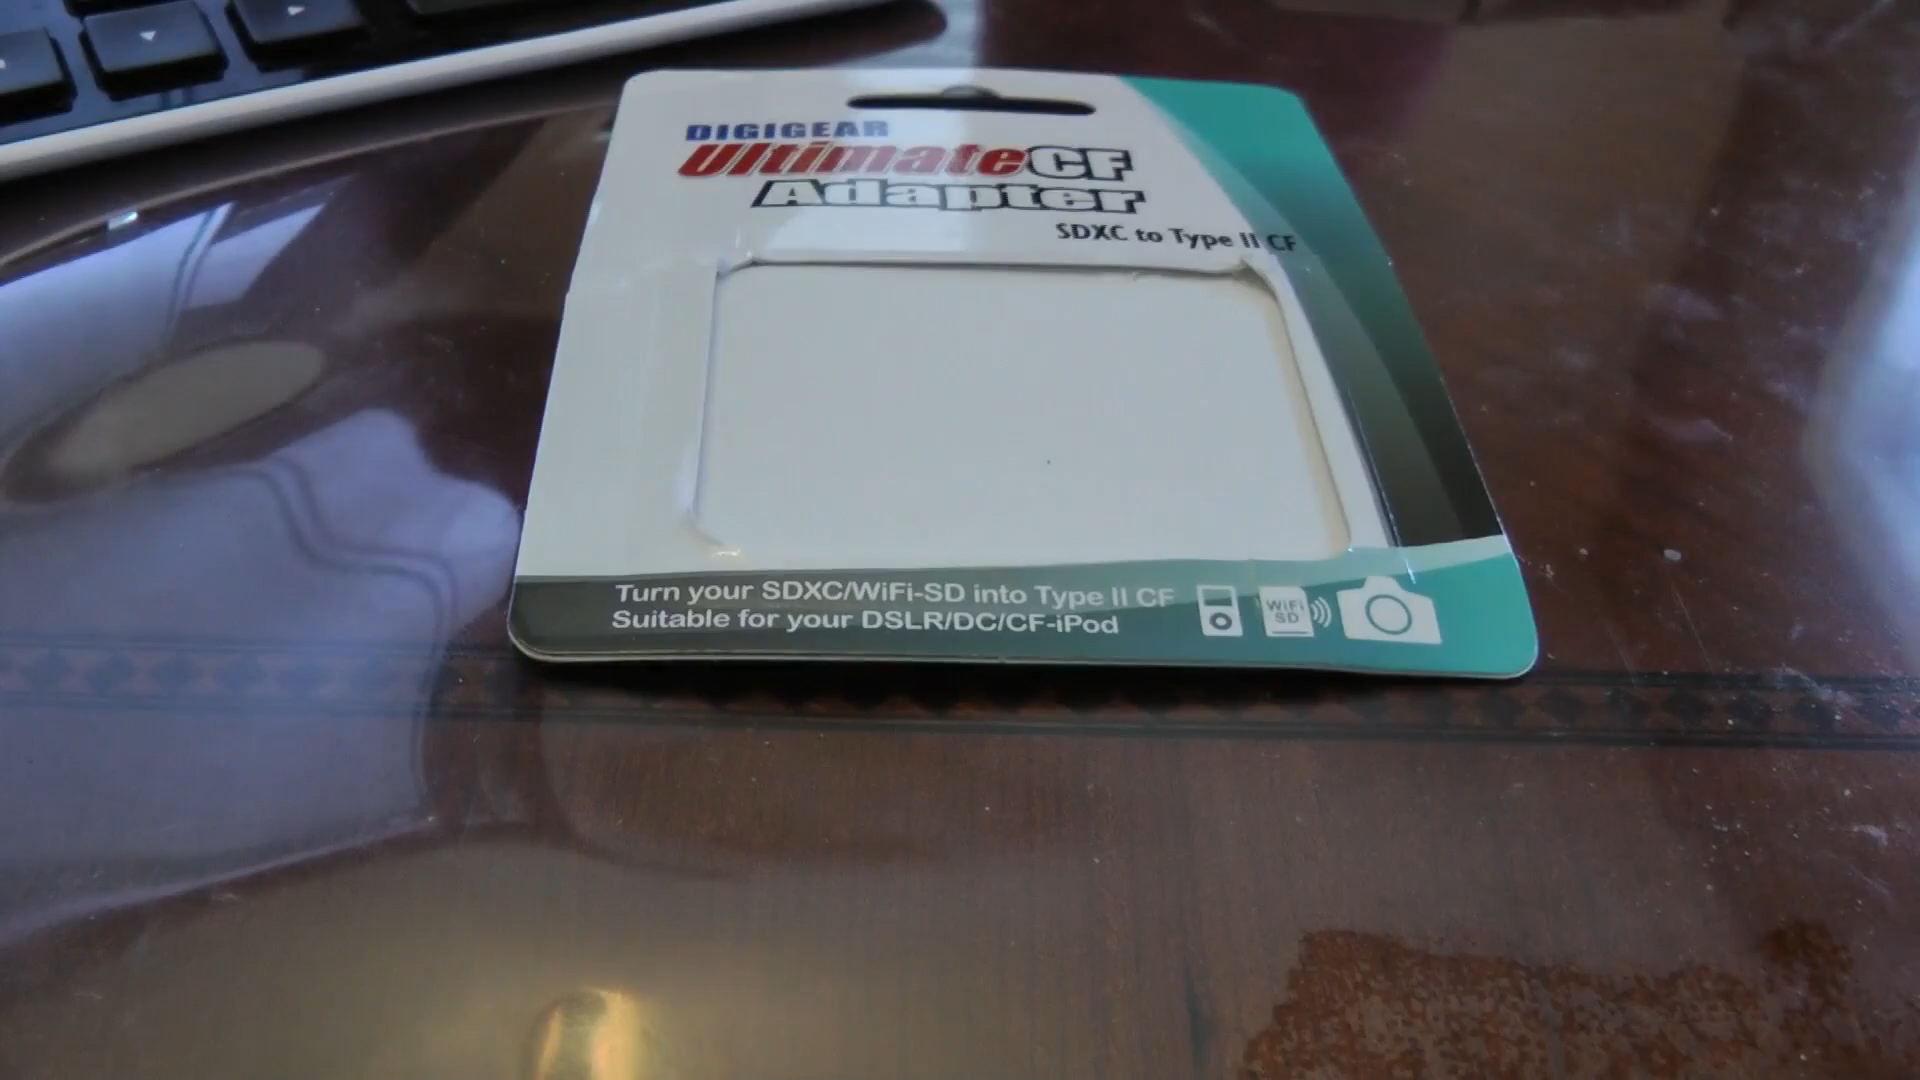 DIGIGEAR
UltimateCF
Adapter
SDXC to Type II CF
Turn your SDXC/WiFi-SD into Type II CF
Suitable for your DSLR/DC/CF-iPod
WiFi
SD